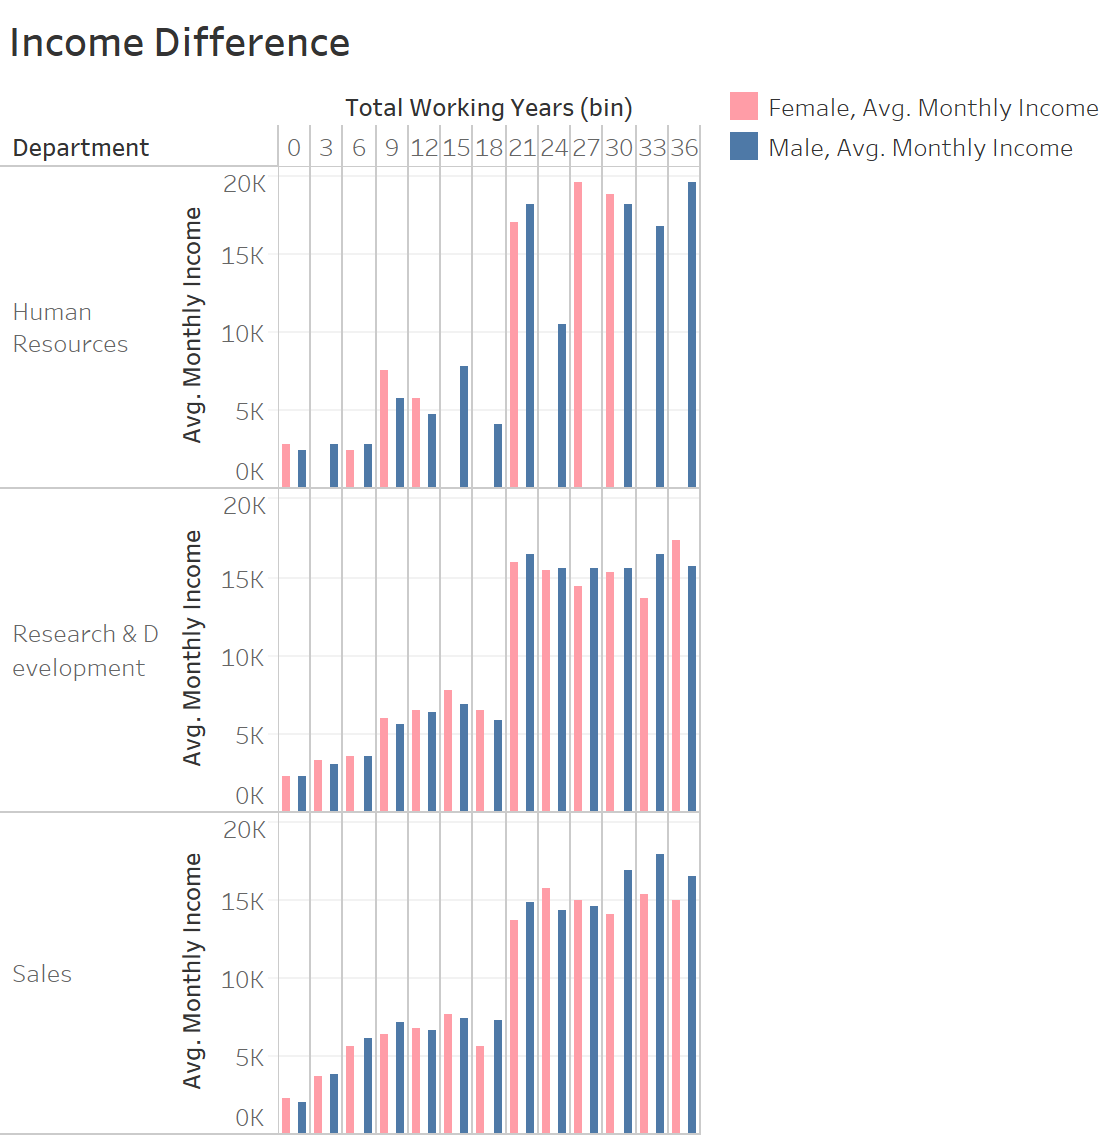 Income Difference
Total Working Years (bin)
Female, Avg. Monthly Income
Male, Avg. Monthly Income
Department
0 3 6 9 12 15 18 21 24 27 30 33 36
Human
Resources
Avg. Monthly Income
20K
15K
10K
5K
0K
Research & D
evelopment
Avg. Monthly Income
20K
15K
10K
5K
0K
Sales
Avg. Monthly Income
20K
15K
10K
5K
0K